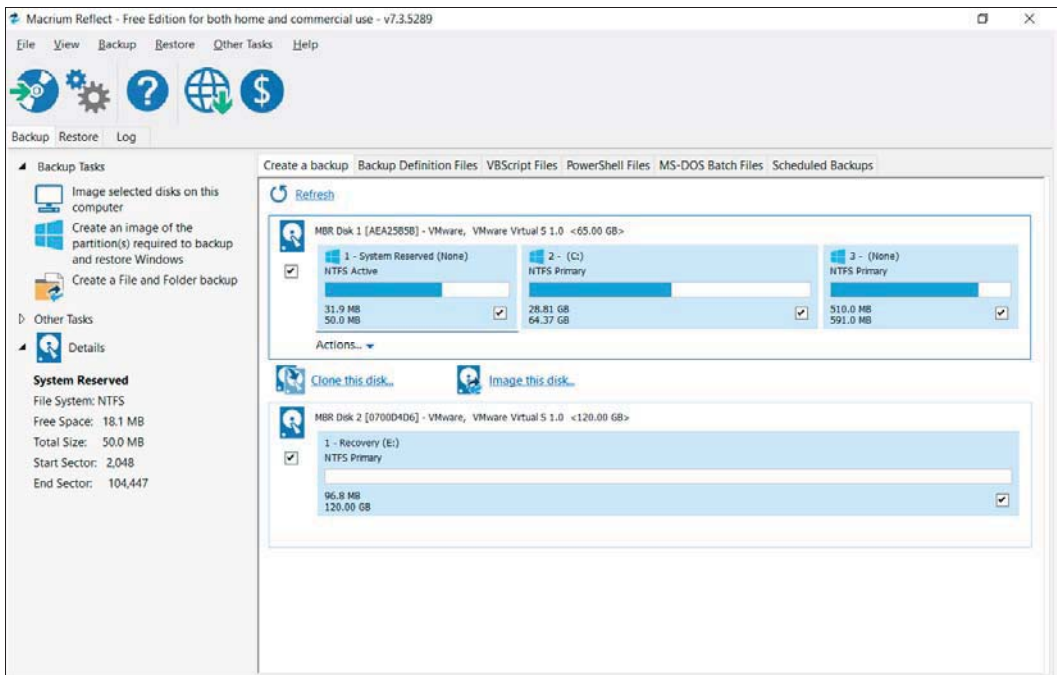 Macrium Reflect - Free Edition for both home and commercial use - v7.3.5289
File View Backup Restore Other Tasks Help
Backup Restore Log
Backup Tasks
Image selected disks on this
computer
Create an image of the
partition(s) required to backup
and restore Windows
Create a File and Folder backup
Other Tasks
Details
System Reserved
File System: NTFS
Free Space: 18.1 MB
Total Size: 50.0 MB
Start Sector: 2,048
End Sector: 104,447
Create a backup Backup Definition Files VBScript Files PowerShell Files MS-DOS Batch Files Scheduled Backups
Refresh
MBR Disk 1 [AEA25B5B] - VMware, VMware Virtual S 1.0 <65.00 GB>
1 - System Reserved (None)
NTFS Active
31.9 MB
50.0 MB
2 - (C:)
NTFS Primary
28.81 GB
64.37 GB
3 - (None)
NTFS Primary
510.0 MB
591.0 MB
Actions...
Clone this disk... Image this disk...
MBR Disk 2 [0700D4D6] - VMware, VMware Virtual S 1.0 <120.00 GB>
1 - Recovery (E:)
NTFS Primary
96.8 MB
120.00 GB